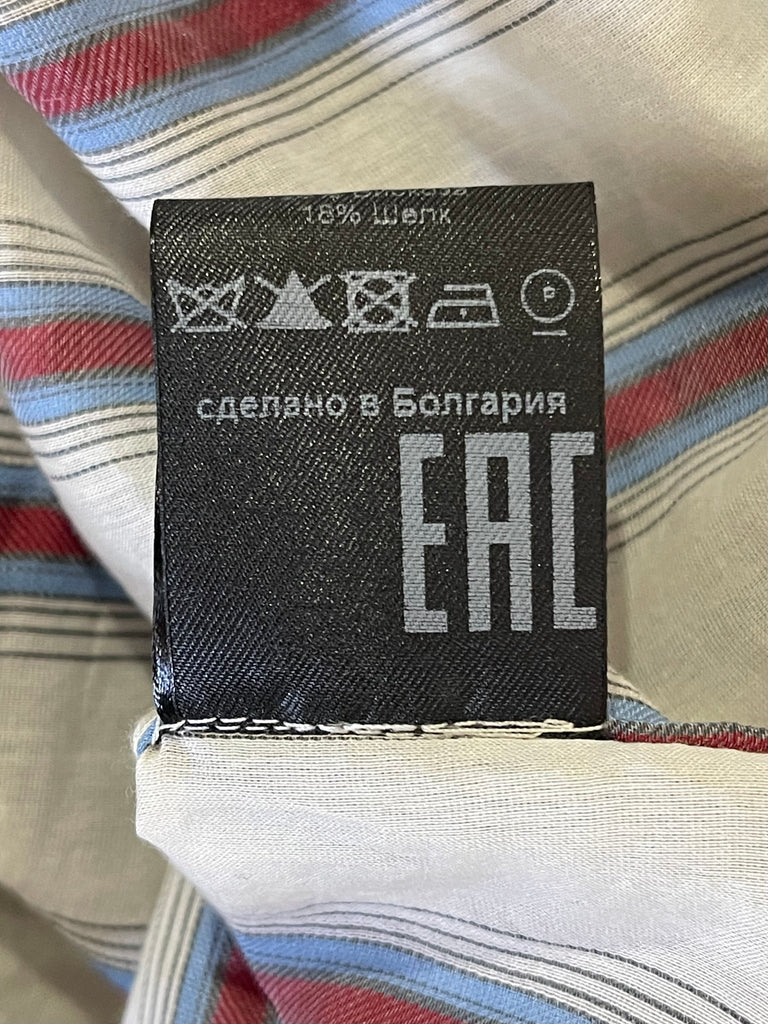 18% Шелк
P
сделано в Болгария
EAC